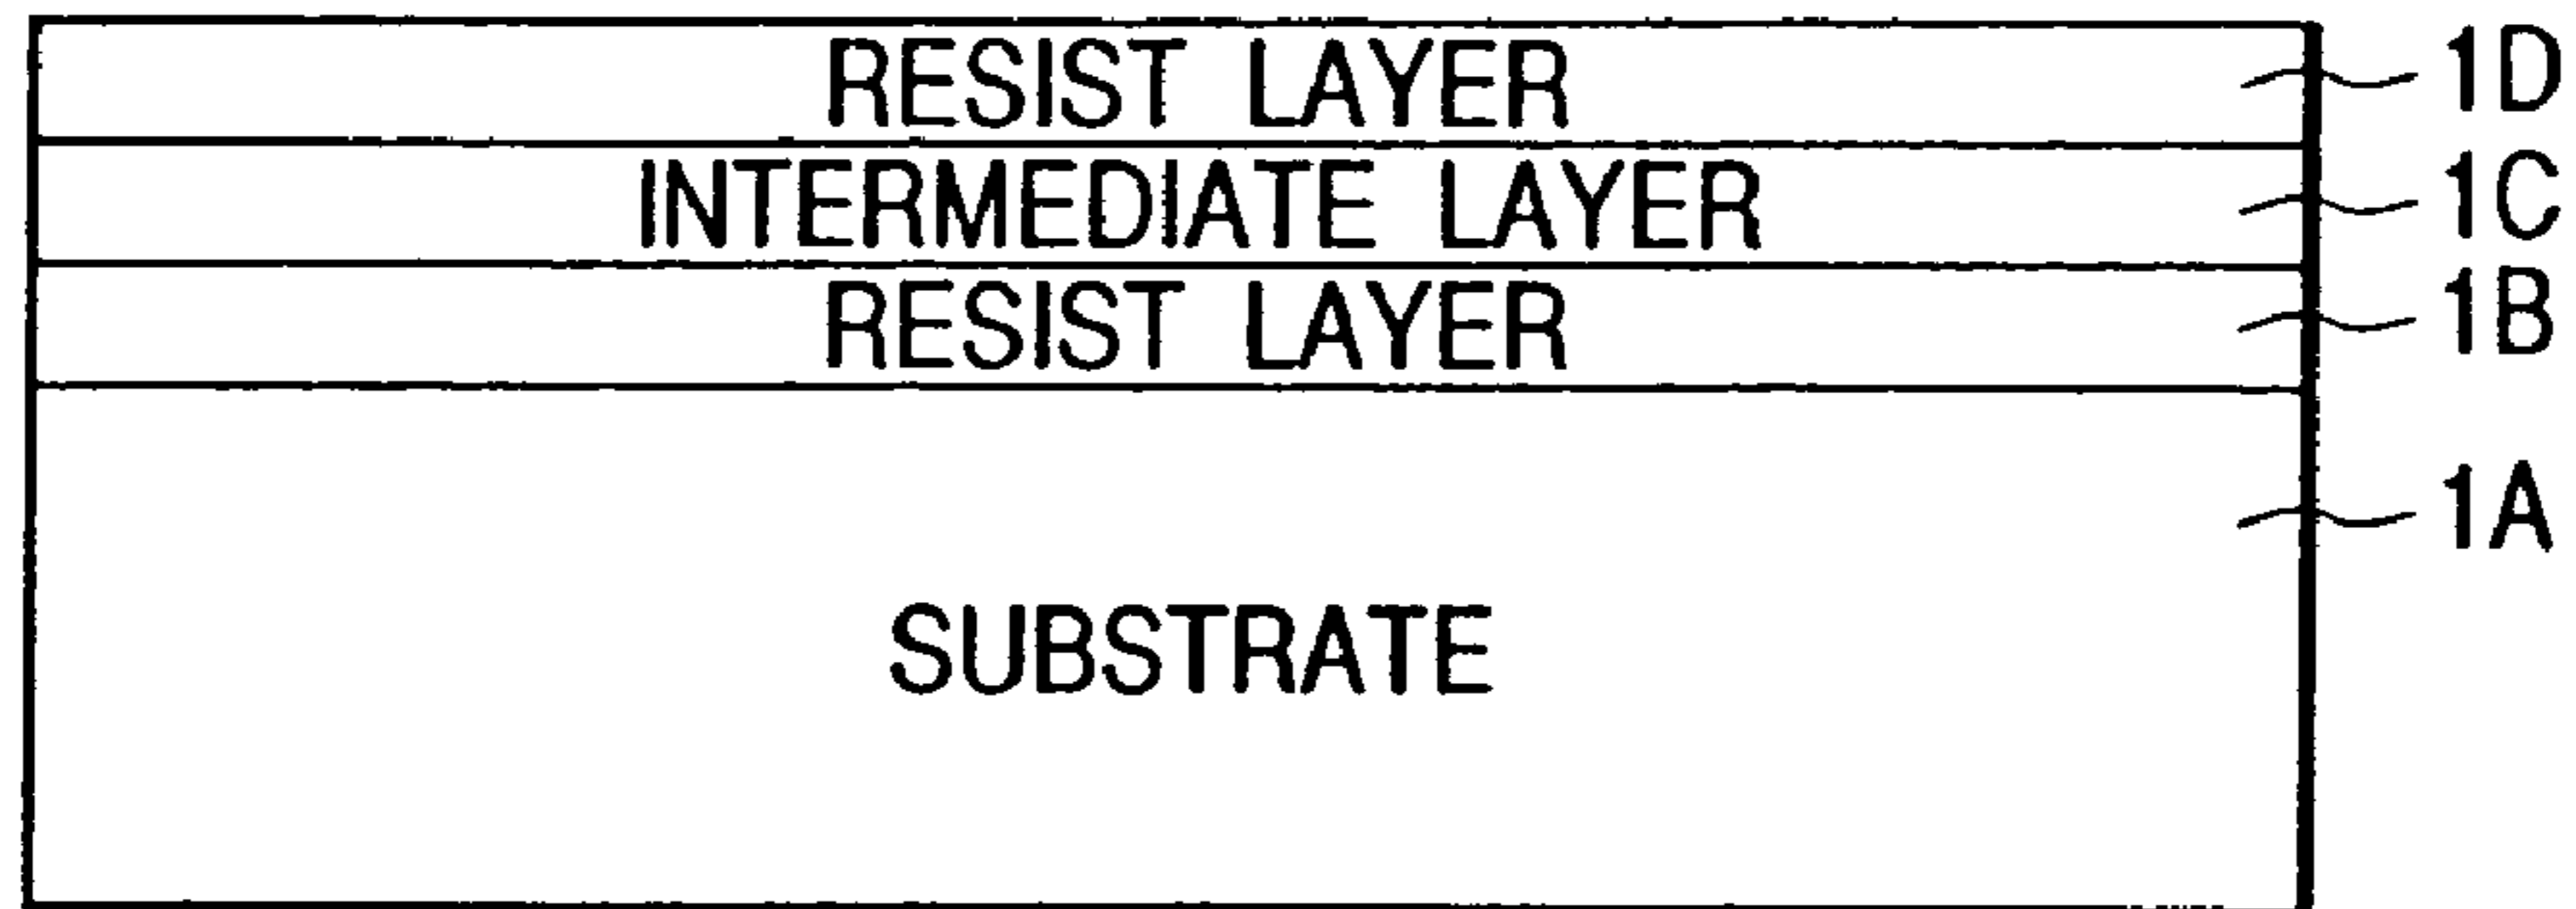 RESIST LAYER 1D
INTERMEDIATE LAYER 1C
RESIST LAYER 1B
1A
SUBSTRATE